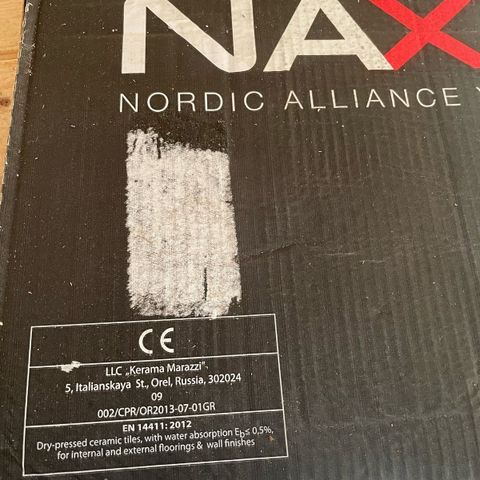 NAX
NORDIC ALLIANCE
CE
LLC „Kerama Marazzi"
5, Italianskaya St., Orel, Russia, 302024
09
002/CPR/OR2013-07-01GR
EN 14411: 2012
Dry-pressed ceramic tiles, with water absorption Eb≤ 0,5%,
for internal and external floorings & wall finishes